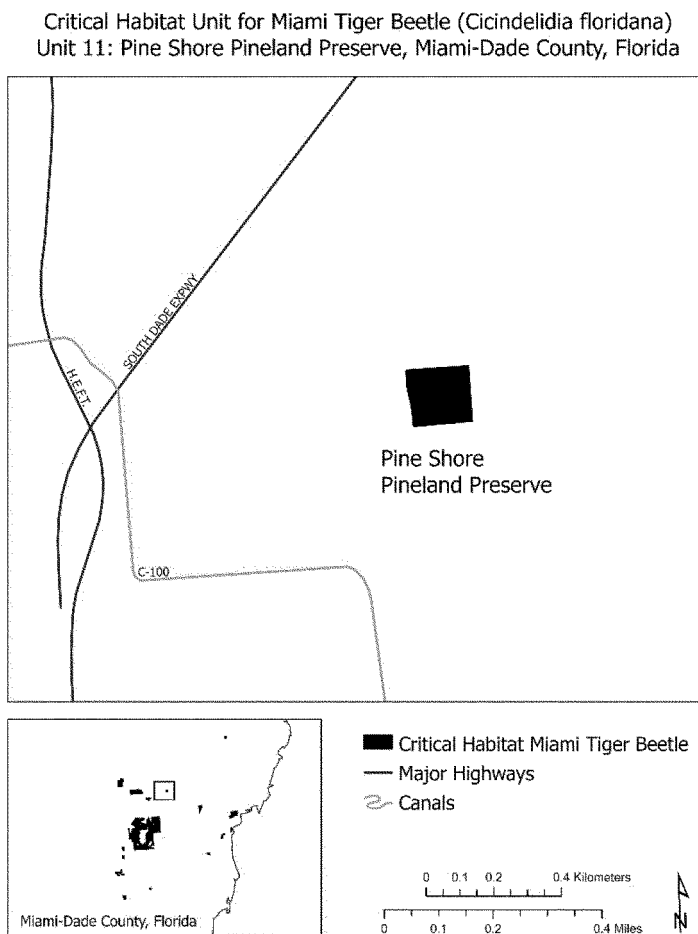 Critical Habitat Unit for Miami Tiger Beetle (Cicindelidia floridana)
Unit 11: Pine Shore Pineland Preserve, Miami-Dade County, Florida
SOUTH DADE EXPWY
H.E.F.T.
Pine Shore
Pineland Preserve
C-100
Miami-Dade County, Florida
Critical Habitat Miami Tiger Beetle
Major Highways
Canals
0 0.1 0.2 0.4 Kilometers
0 0.1 0.2 0.4 Miles
N